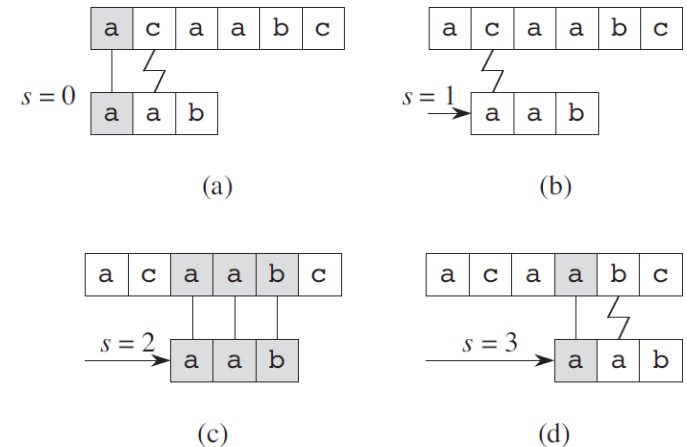 a c a a b c
s = 0
a a b
(a)
a c a a b c
s = 1
a a b
(b)
a c a a b c
s = 2
a a b
(c)
a c a a b c
s = 3
a a b
(d)